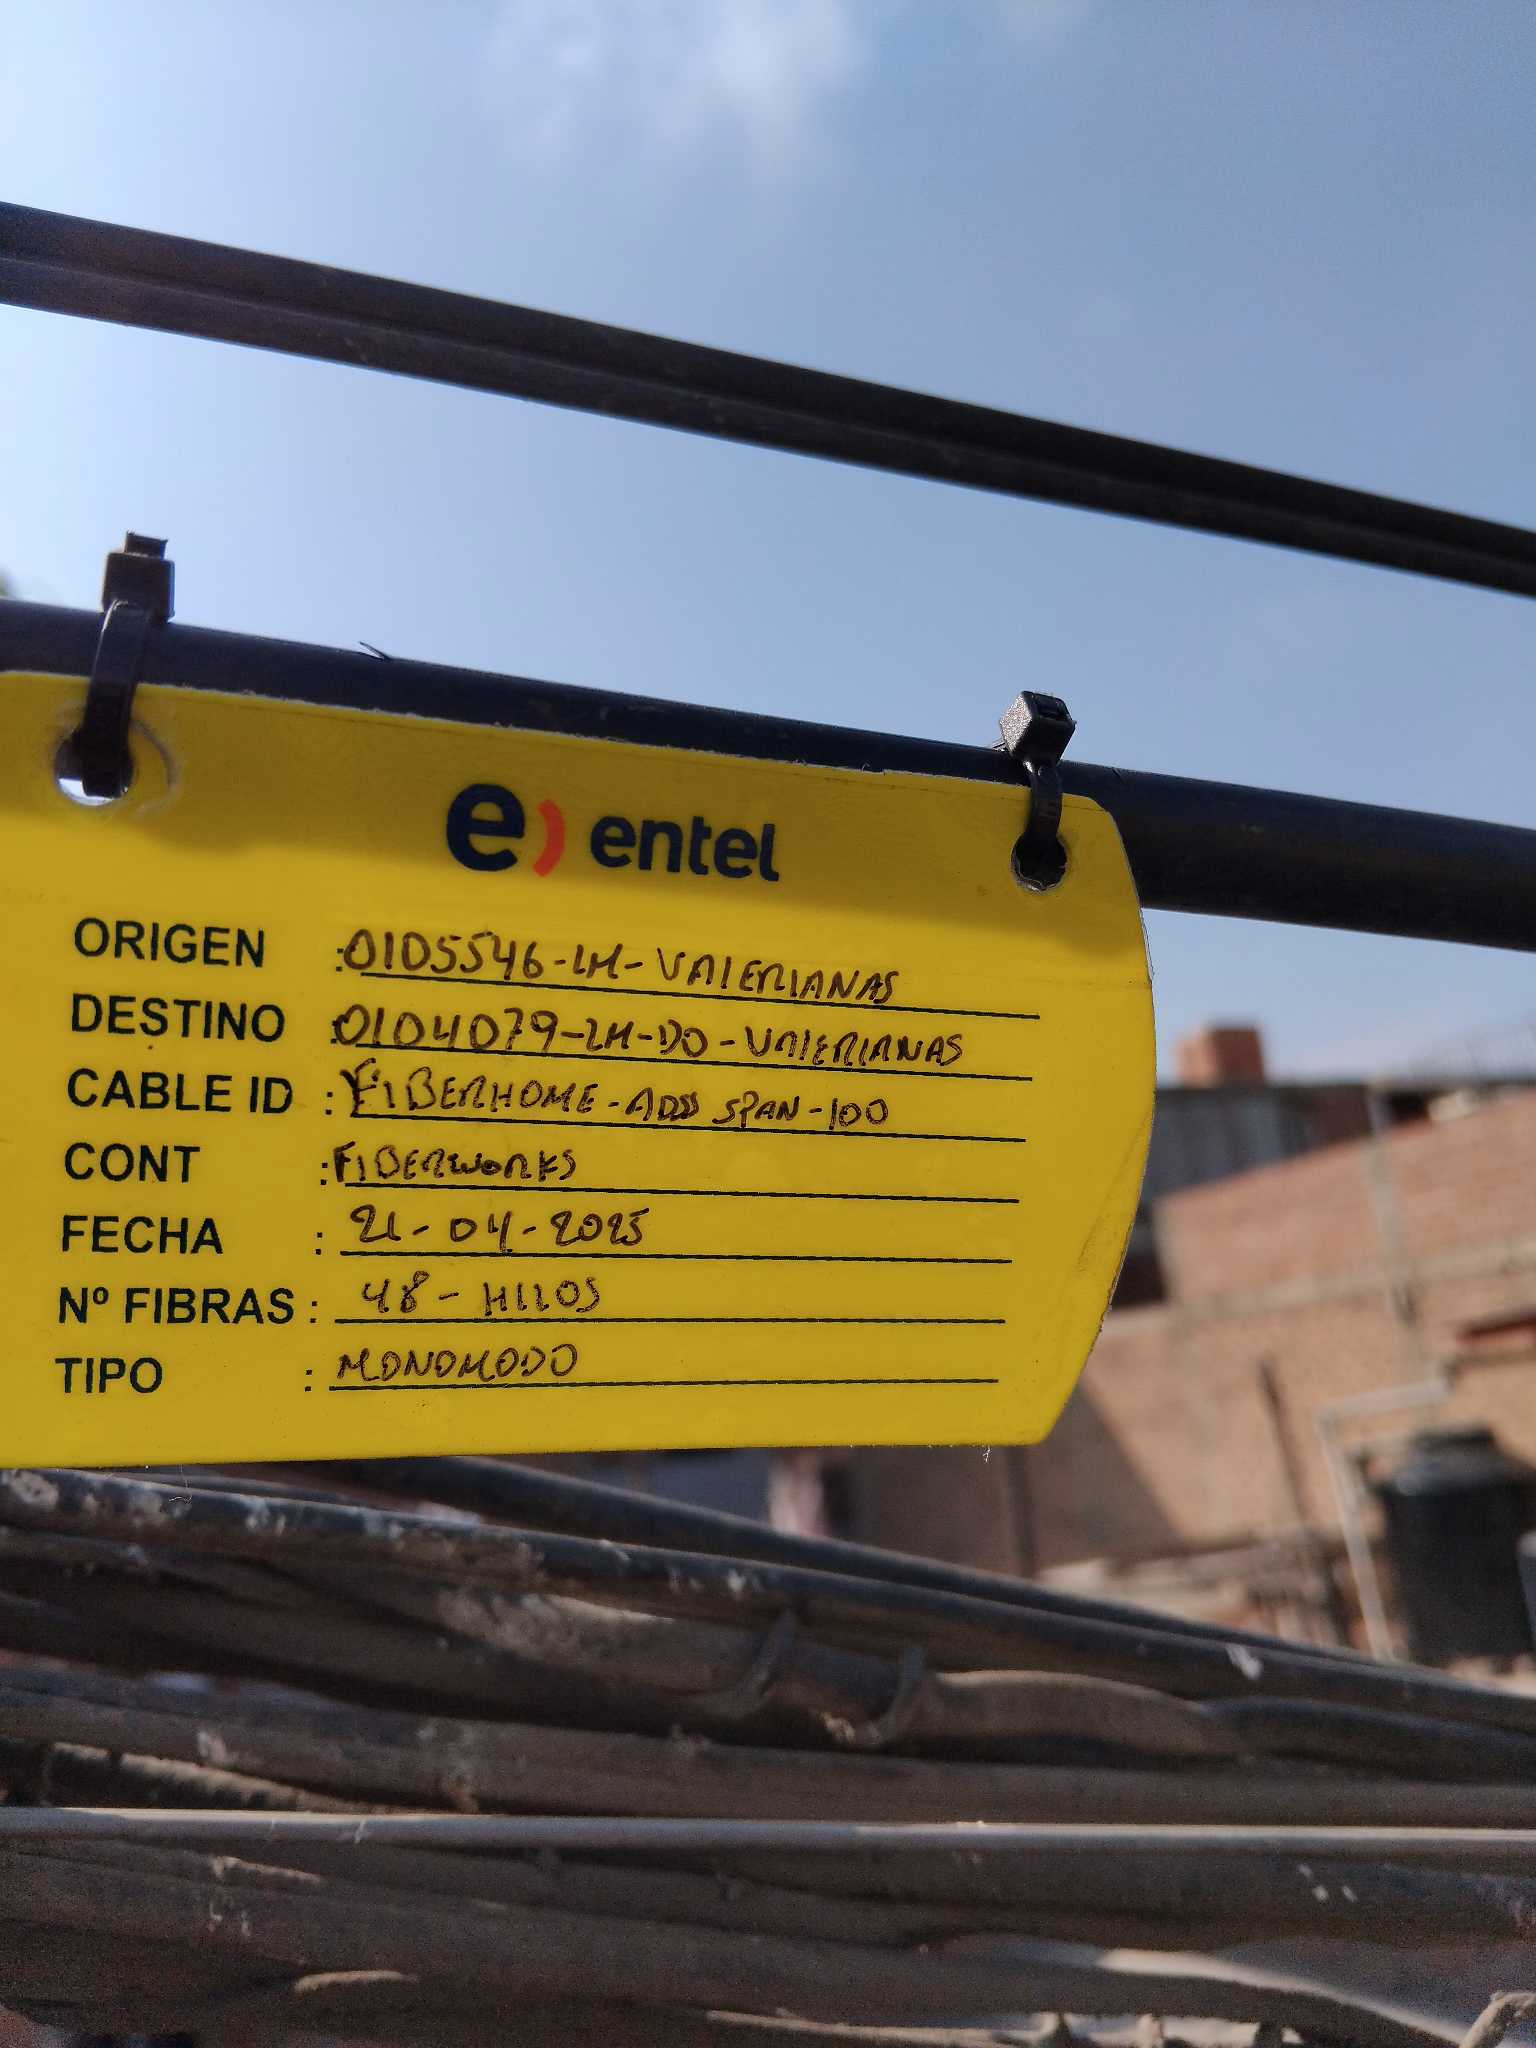 e) entel
ORIGEN : 0105546-LM-VALERIANAS
DESTINO : 0104079-LM-DO-VALERIANAS
CABLE ID : FIBERHOME-ADSS SPAN-100
CONT : FIBERWORKS
FECHA : 21-04-2025
Nº FIBRAS : 48-HILOS
TIPO : MONOMODO